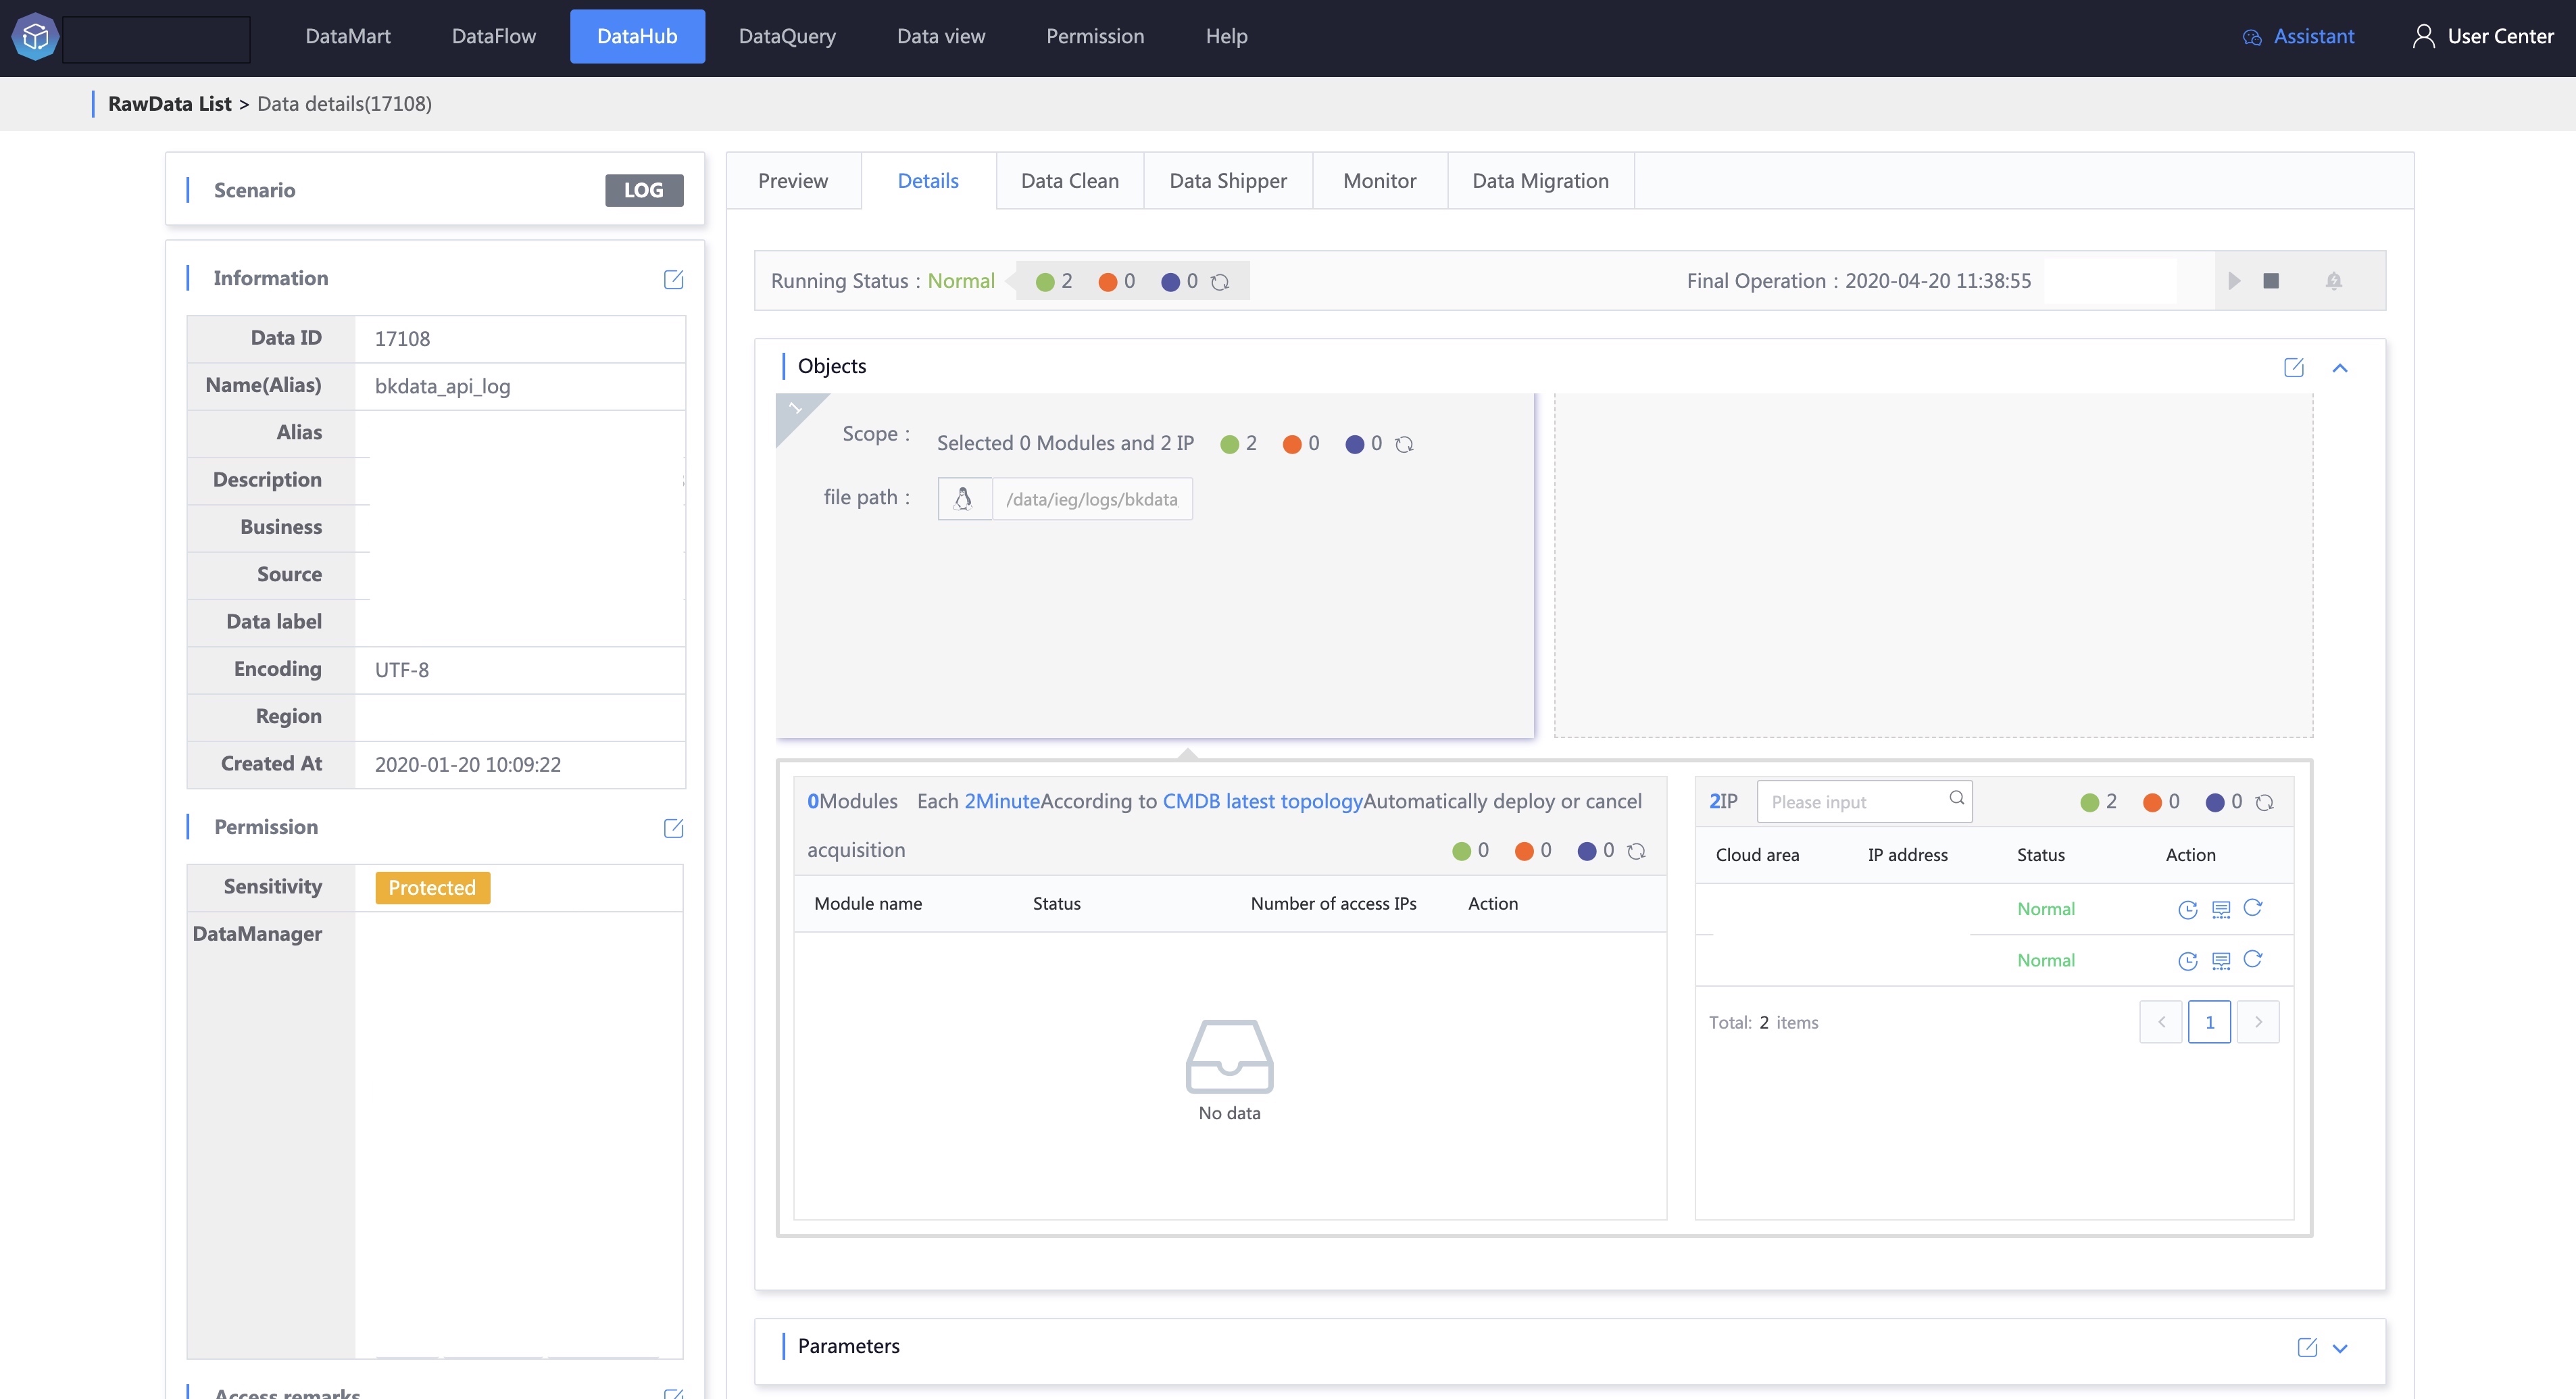 DataMart DataFlow DataHub DataQuery Data view Permission Help Assistant User Center
RawData List > Data details(17108)
Scenario LOG
Information
Data ID 17108
Name(Alias) bkdata_api_log
Alias
Description
Business
Source
Data label
Encoding UTF-8
Region
Created At 2020-01-20 10:09:22
Permission
Sensitivity Protected
DataManager
Access remarks
Preview Details Data Clean Data Shipper Monitor Data Migration
Running Status : Normal 2 0 0 Final Operation : 2020-04-20 11:38:55
Objects
1
Scope : Selected 0 Modules and 2 IP 2 0 0
file path : /data/ieg/logs/bkdata
0Modules Each 2MinuteAccording to CMDB latest topologyAutomatically deploy or cancel
acquisition 0 0 0
Module name Status Number of access IPs Action
No data
2IP Please input 2 0 0
Cloud area IP address Status Action
Normal
Normal
Total: 2 items 1
Parameters